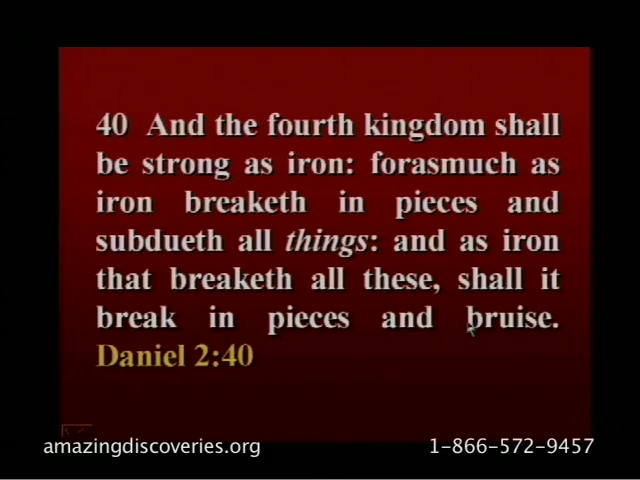 40 And the fourth kingdom shall
be strong as iron: forasmuch as
iron breaketh in pieces and
subdueth all things: and as iron
that breaketh all these, shall it
break in pieces and bruise.
Daniel 2:40
amazingdiscoveries.org 1-866-572-9457